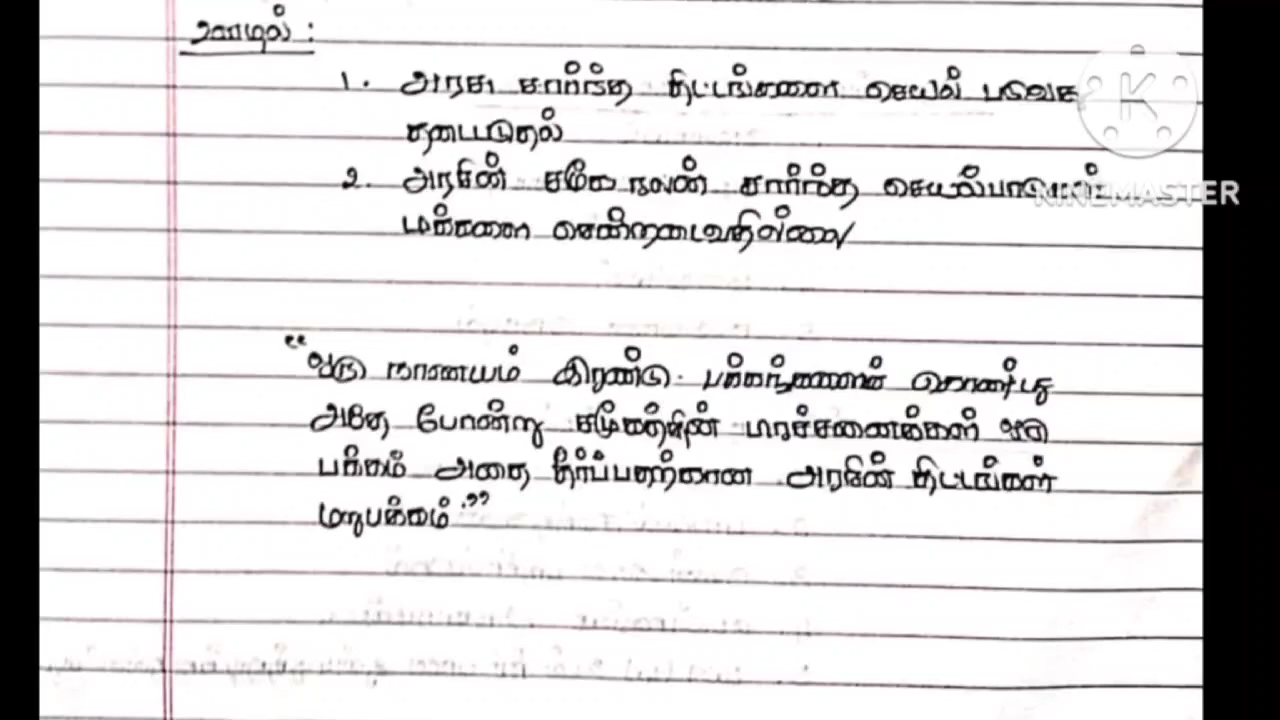 ஊழல் :
1. அரசு சார்ந்த திட்டங்களை செயல் படுவத
தடைபடுதல்
2. அரசின் சமூக நலன் சார்ந்த
மக்களை சென்றடைவதில்லை
KINEMASTER
"ஒரு நாணயம் இரண்டு. பக்கங்களை கொண்டது
அதே போன்று சமூகத்தின் பிரச்சனைகள் ஒரு
பக்கம் அதை தீர்ப்பதற்கான அரசின் திட்டங்கள்
மறுபக்கம்."